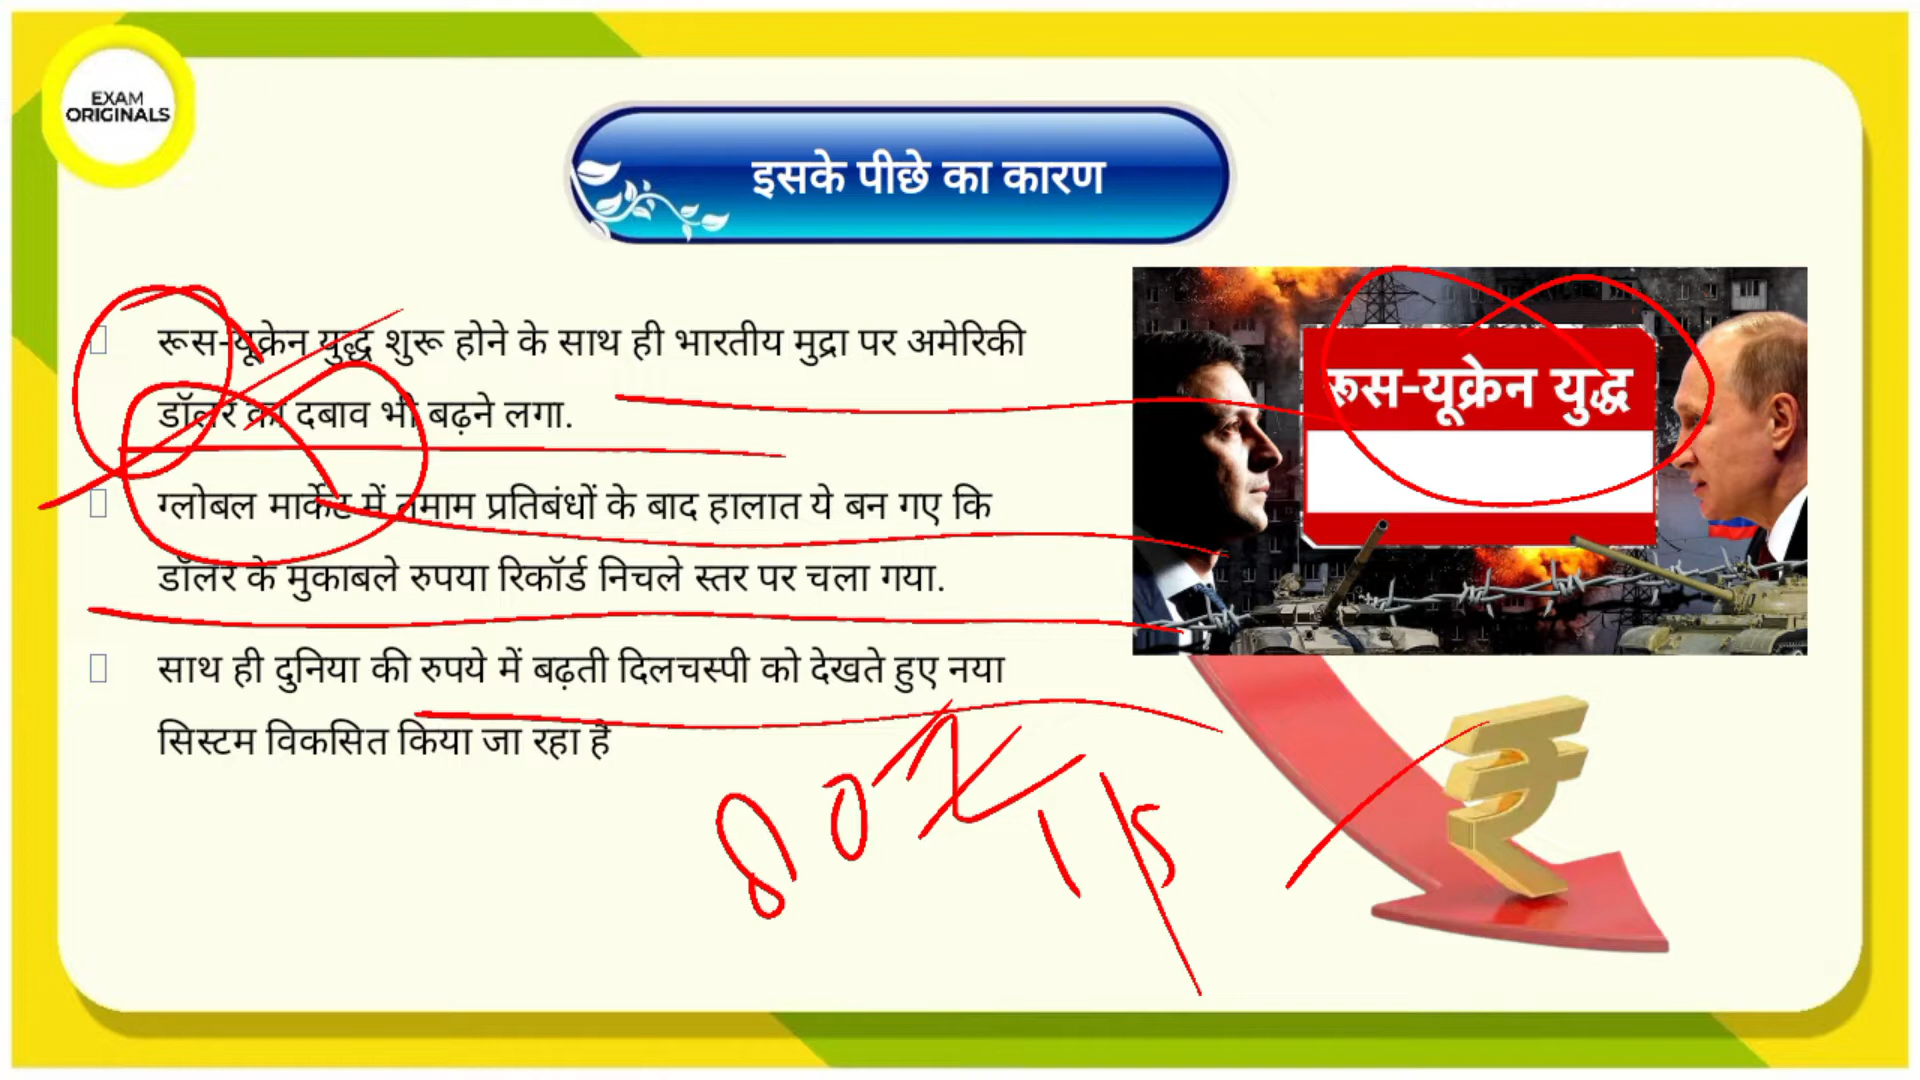 EXAM
ORIGINALS
इसके पीछे का कारण
रूस-यूक्रेन युद्ध शुरू होने के साथ ही भारतीय मुद्रा पर अमेरिकी
डॉलर का दबाव भी बढ़ने लगा.
ग्लोबल मार्केट में तमाम प्रतिबंधों के बाद हालात ये बन गए कि
डॉलर के मुकाबले रुपया रिकॉर्ड निचले स्तर पर चला गया.
साथ ही दुनिया की रुपये में बढ़ती दिलचस्पी को देखते हुए नया
सिस्टम विकसित किया जा रहा है
रूस-यूक्रेन युद्ध
₹
80